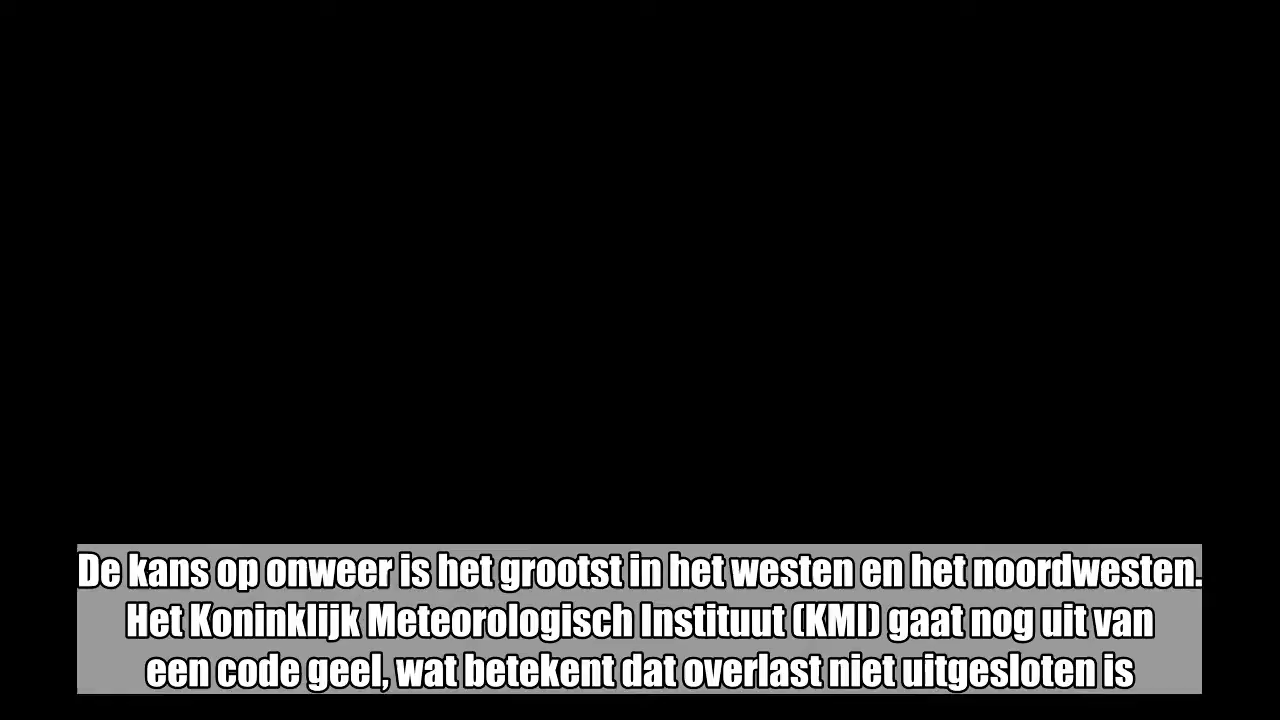 De kans op onweer is het grootst in het westen en het noordwesten.
Het Koninklijk Meteorologisch Instituut (KMI) gaat nog uit van
een code geel, wat betekent dat overlast niet uitgesloten is